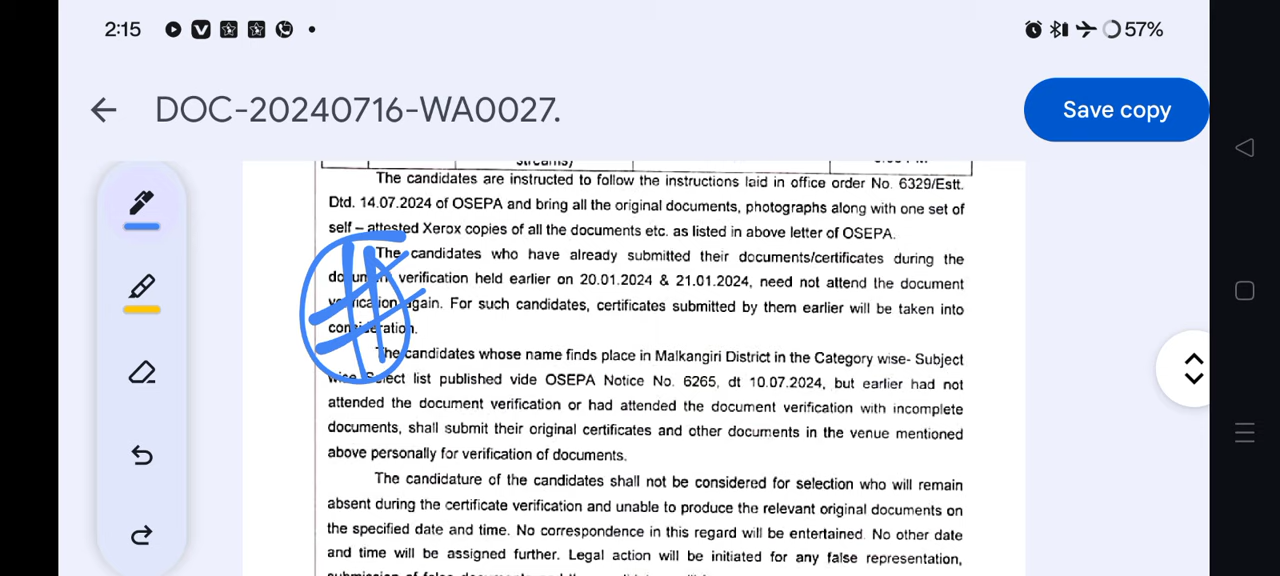 2:15
57%
DOC-20240716-WA0027.
Save copy
streams)
The candidates are instructed to follow the instructions laid in office order No. 6329/Estt.
Dtd. 14.07.2024 of OSEPA and bring all the original documents, photographs along with one set of
self – attested Xerox copies of all the documents etc. as listed in above letter of OSEPA.
The candidates who have already submitted their documents/certificates during the
document verification held earlier on 20.01.2024 & 21.01.2024, need not attend the document
verification again. For such candidates, certificates submitted by them earlier will be taken into
consideration.
The candidates whose name finds place in Malkangiri District in the Category wise- Subject
wise Select list published vide OSEPA Notice No. 6265, dt 10.07.2024, but earlier had not
attended the document verification or had attended the document verification with incomplete
documents, shall submit their original certificates and other documents in the venue mentioned
above personally for verification of documents.
The candidature of the candidates shall not be considered for selection who will remain
absent during the certificate verification and unable to produce the relevant original documents on
the specified date and time. No correspondence in this regard will be entertained. No other date
and time will be assigned further. Legal action will be initiated for any false representation,